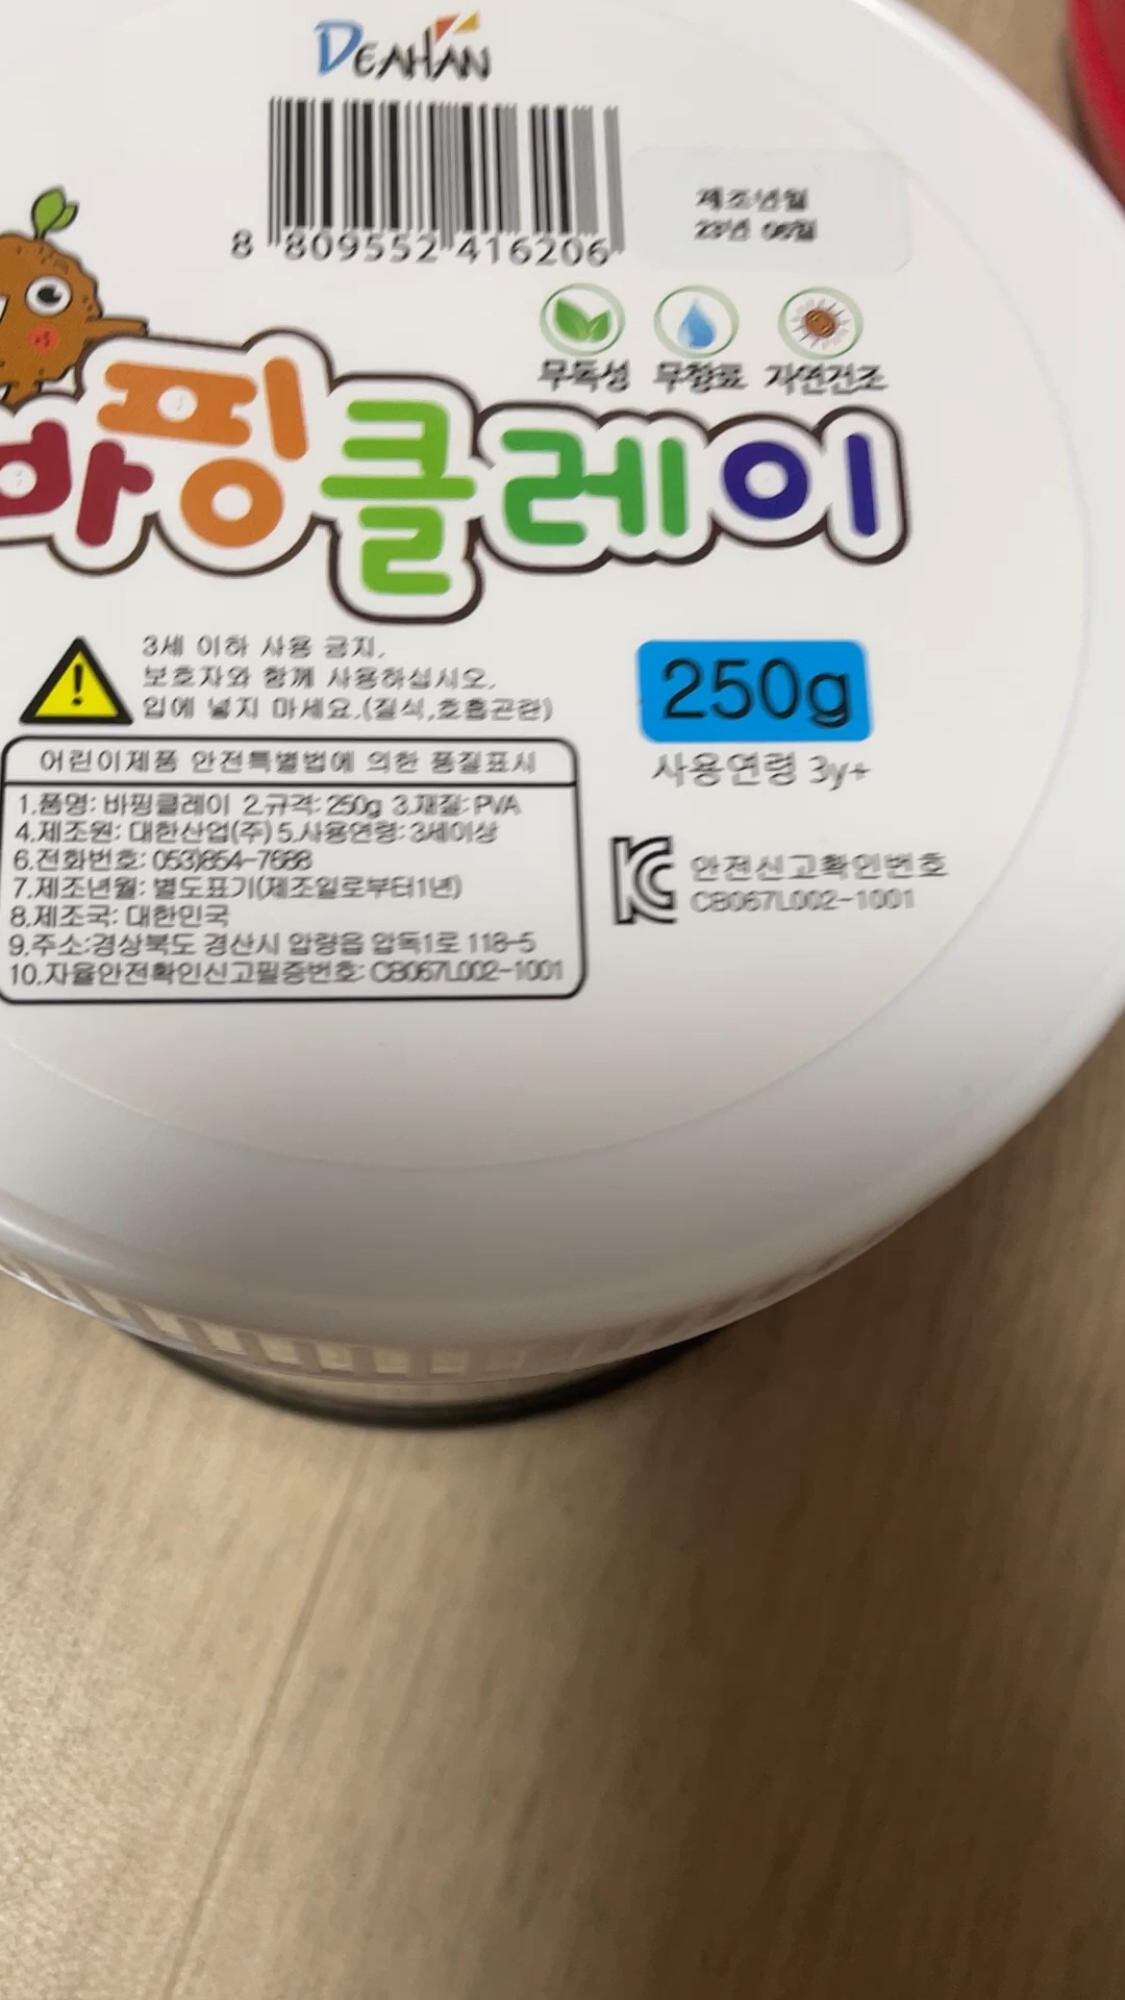 DEAHAN
8 809552 416206
제조년월
23년 06월
무독성 무향료 자연건조
바핑클레이
3세 이하 사용 금지.
보호자와 함께 사용하십시오.
입에 넣지 마세요.(질식,호흡곤란)
250g
사용연령 3y+
어린이제품 안전특별법에 의한 품질표시
1.품명: 바핑클레이 2.규격: 250g 3.재질: PVA
4.제조원: 대한산업(주) 5.사용연령: 3세이상
6.전화번호: 053)854-7688
7.제조년월: 별도표기(제조일로부터1년)
8.제조국: 대한민국
9.주소:경상북도 경산시 압량읍 압독1로 118-5
10.자율안전확인신고필증번호: CB067L002-1001
안전신고확인번호
CB067L002-1001